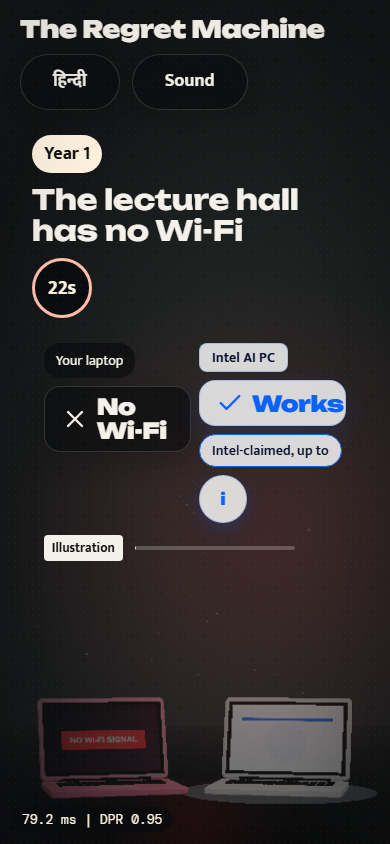 The Regret Machine
हिन्दी
Sound
Year 1
The lecture hall
has no Wi-Fi
22s
Your laptop
No
Wi-Fi
Intel AI PC
Works
Intel-claimed, up to
i
Illustration
NO WI-FI SIGNAL
79.2 ms | DPR 0.95